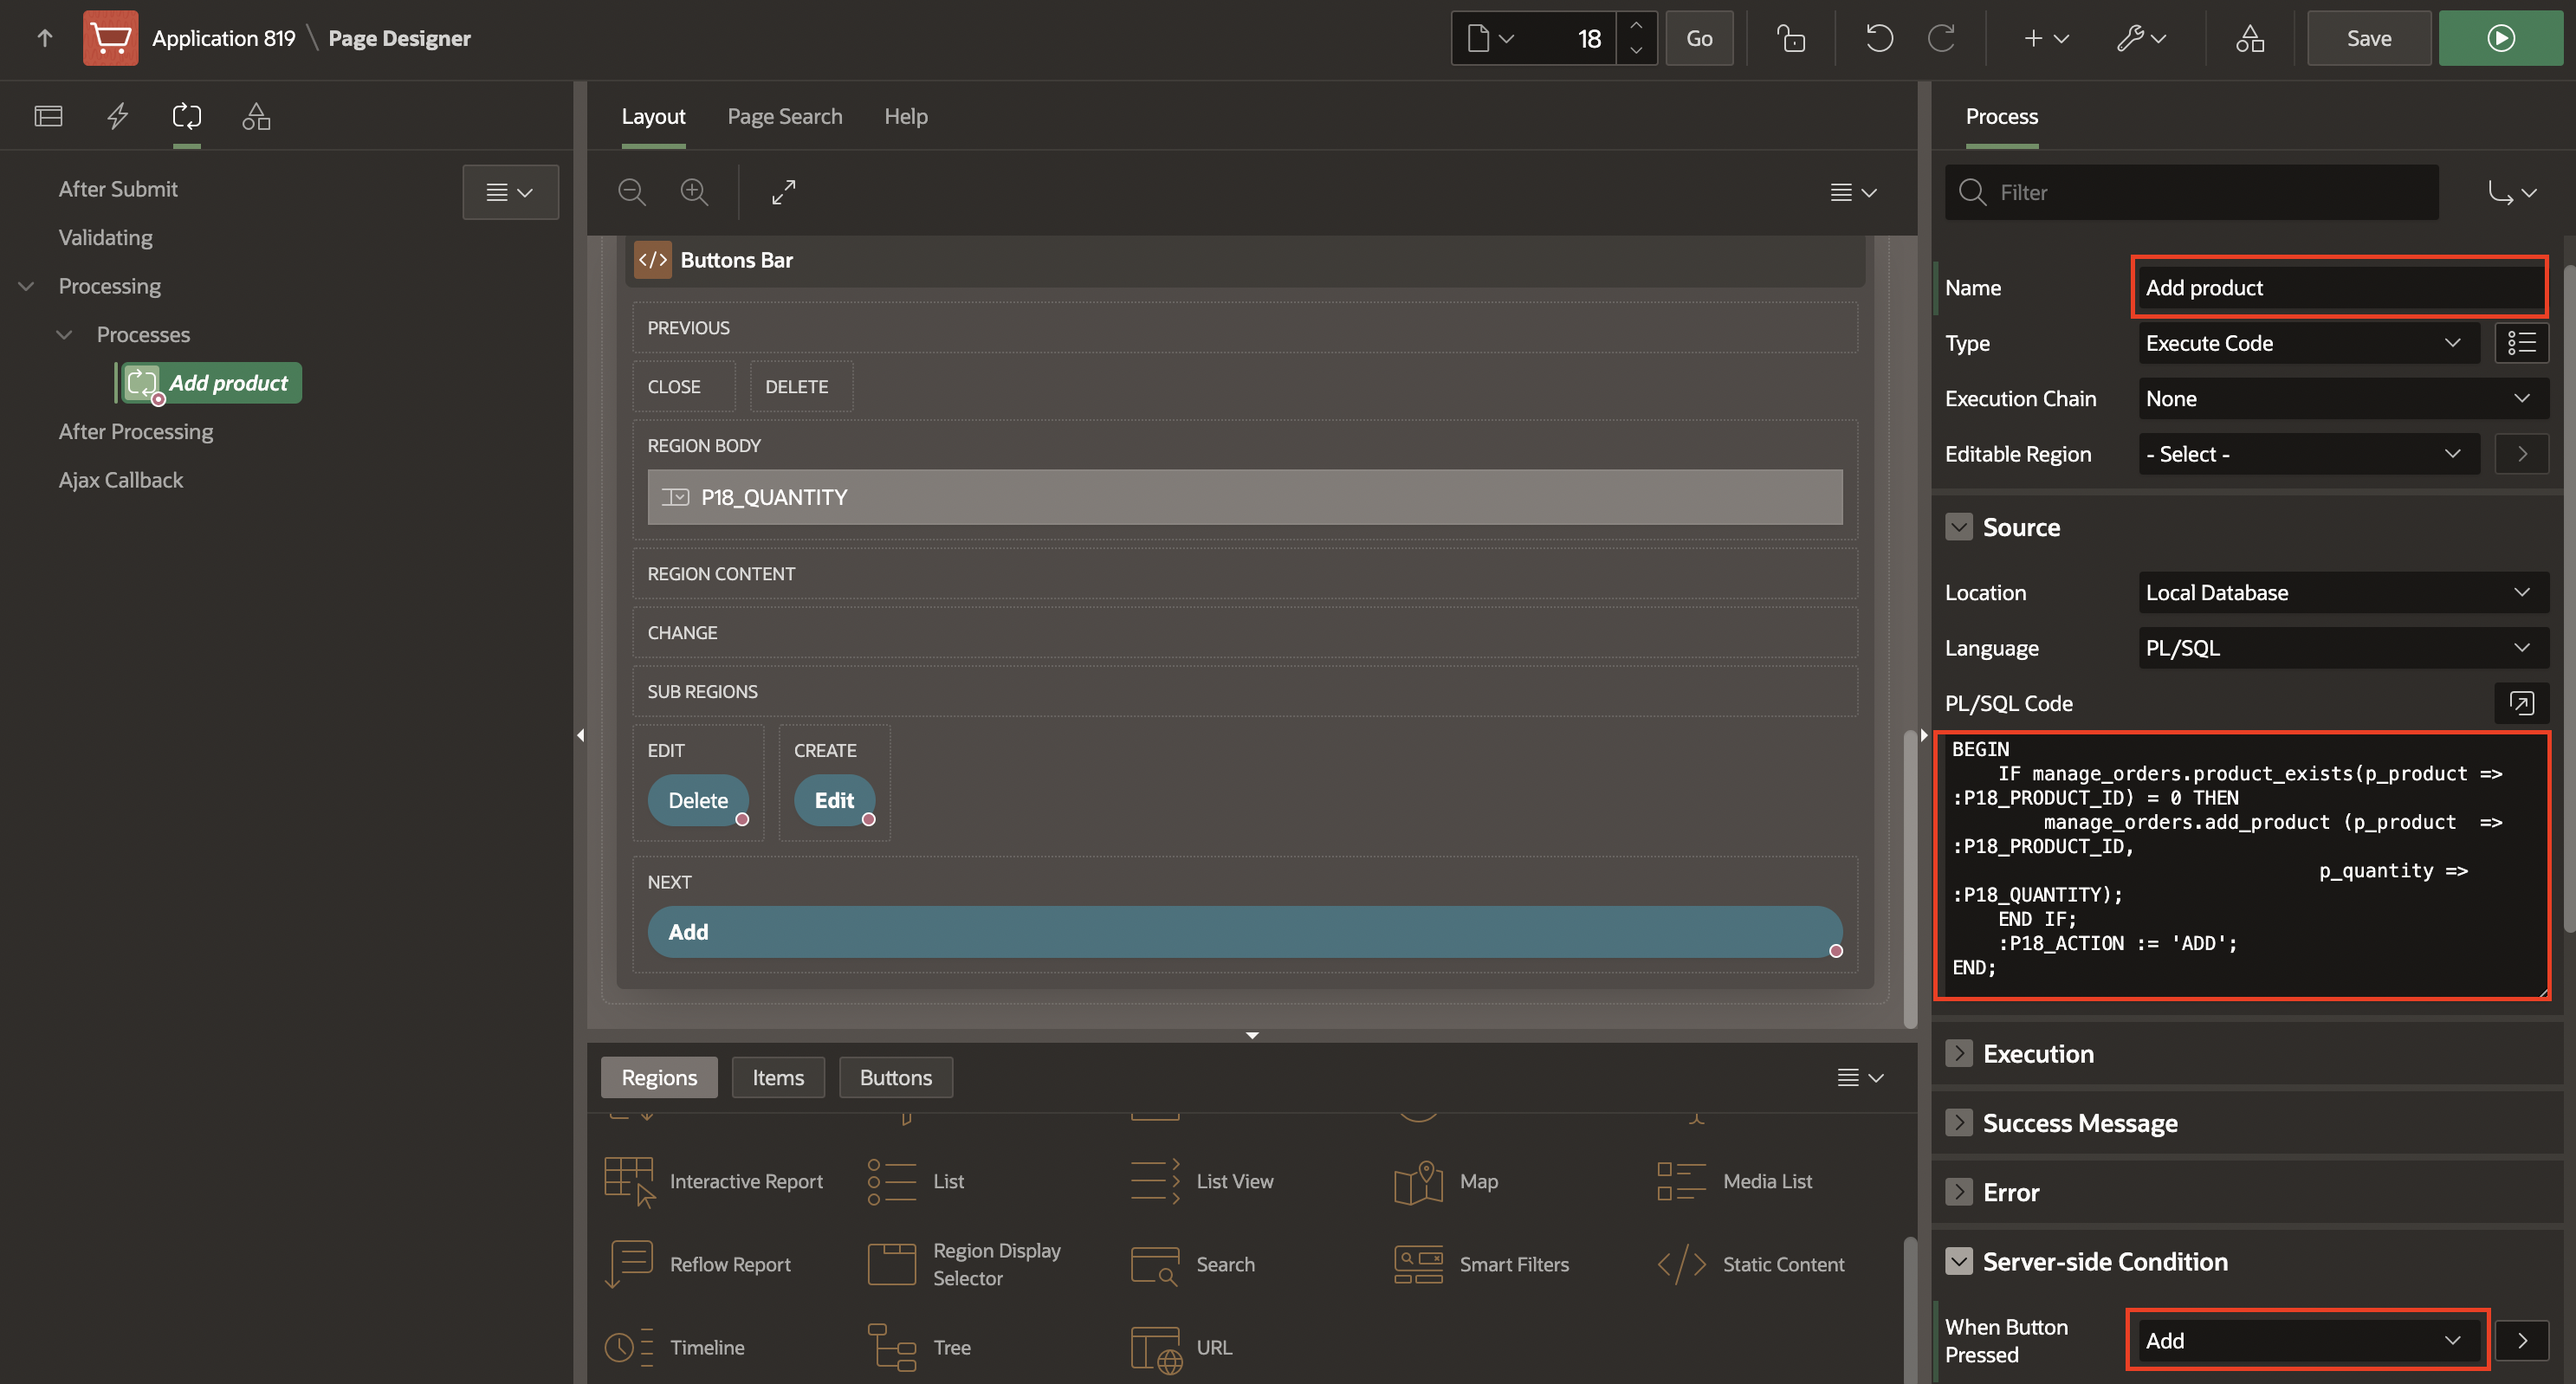 Application 819 \ Page Designer
18
Go
Save
After Submit
Validating
Processing
Processes
Add product
After Processing
Ajax Callback
Layout
Page Search
Help
Buttons Bar
PREVIOUS
CLOSE
DELETE
REGION BODY
P18_QUANTITY
REGION CONTENT
CHANGE
SUB REGIONS
EDIT
CREATE
Delete
Edit
NEXT
Add
Regions
Items
Buttons
Interactive Report
List
List View
Map
Media List
Reflow Report
Region Display
Selector
Search
Smart Filters
Static Content
Timeline
Tree
URL
Process
Filter
Name
Add product
Type
Execute Code
Execution Chain
None
Editable Region
- Select -
Source
Location
Local Database
Language
PL/SQL
PL/SQL Code
BEGIN
    IF manage_orders.product_exists(p_product =>
:P18_PRODUCT_ID) = 0 THEN
        manage_orders.add_product (p_product  =>
:P18_PRODUCT_ID,
                                p_quantity =>
:P18_QUANTITY);
    END IF;
    :P18_ACTION := 'ADD';
END;
Execution
Success Message
Error
Server-side Condition
When Button
Pressed
Add